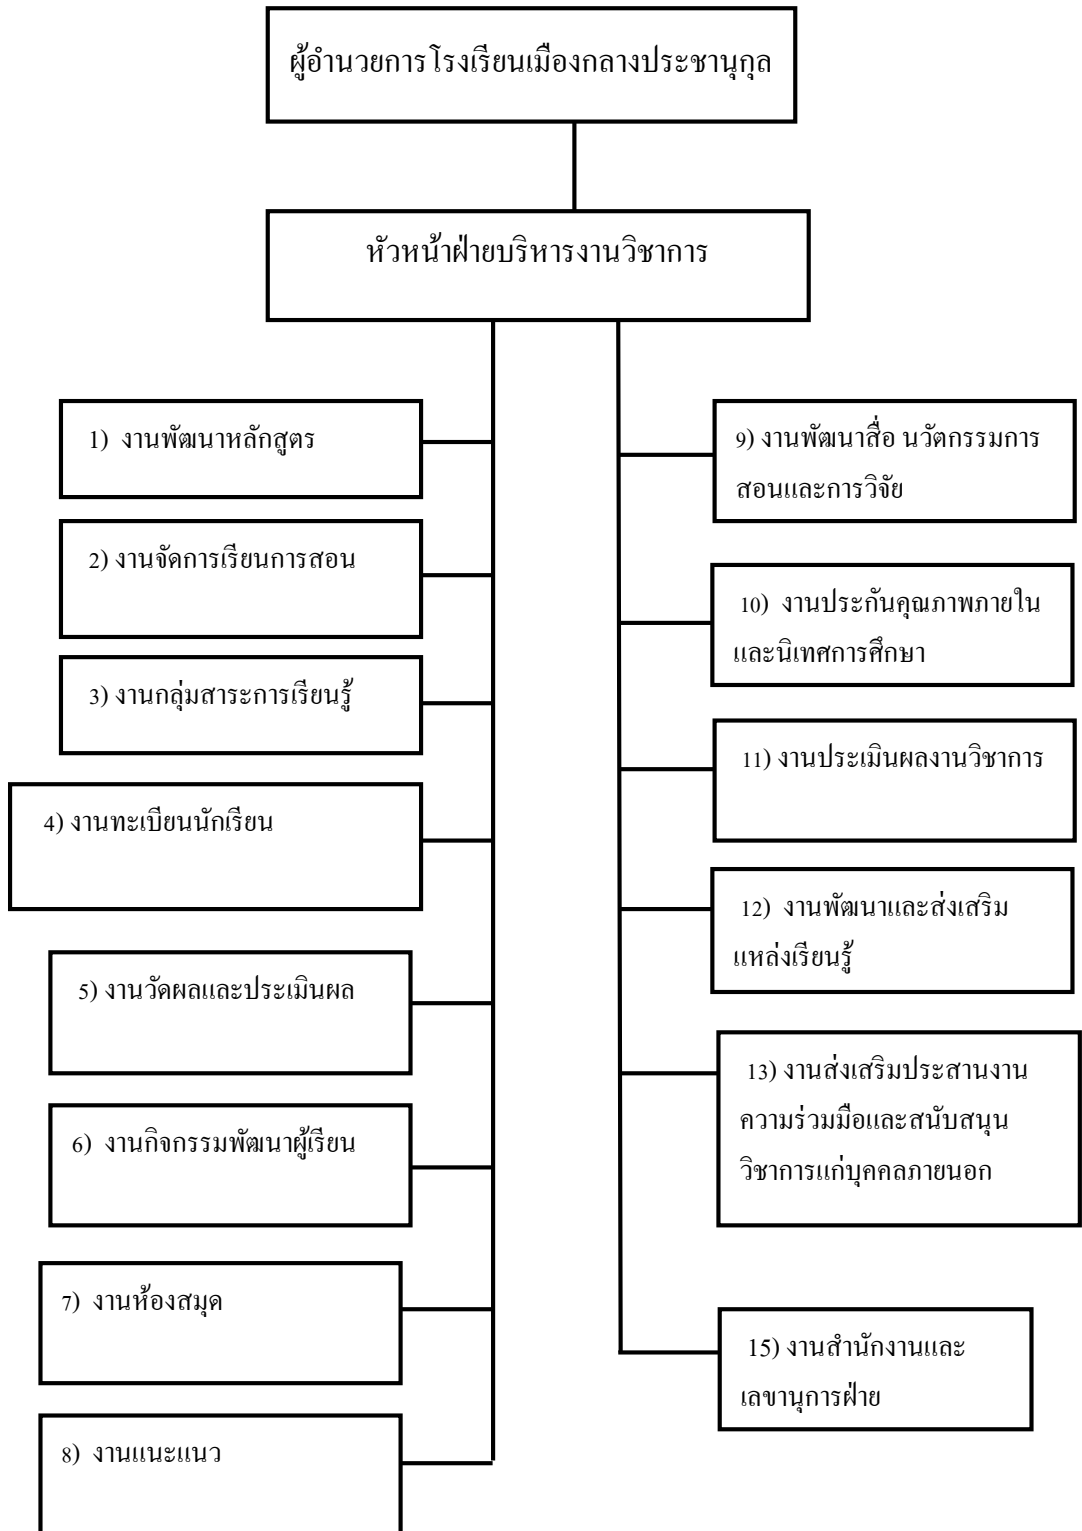 ผู้อำนวยการโรงเรียนเมืองกลางประชานุกุล
หัวหน้าฝ่ายบริหารงานวิชาการ
1) งานพัฒนาหลักสูตร
2) งานจัดการเรียนการสอน
3) งานกลุ่มสาระการเรียนรู้
4) งานทะเบียนนักเรียน
5) งานวัดผลและประเมินผล
6) งานกิจกรรมพัฒนาผู้เรียน
7) งานห้องสมุด
8) งานแนะแนว
9) งานพัฒนาสื่อ นวัตกรรมการ
สอนและการวิจัย
10) งานประกันคุณภาพภายใน
และนิเทศการศึกษา
11) งานประเมินผลงานวิชาการ
12) งานพัฒนาและส่งเสริม
แหล่งเรียนรู้
13) งานส่งเสริมประสานงาน
ความร่วมมือและสนับสนุน
วิชาการแก่บุคคลภายนอก
15) งานสำนักงานและ
เลขานุการฝ่าย